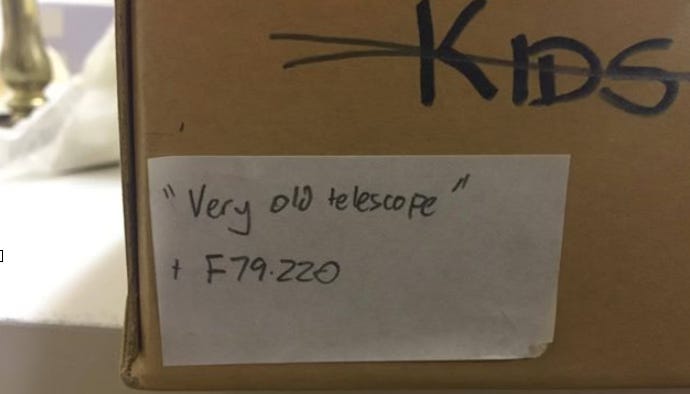 KIDS
"Very old telescope"
+ F79.220